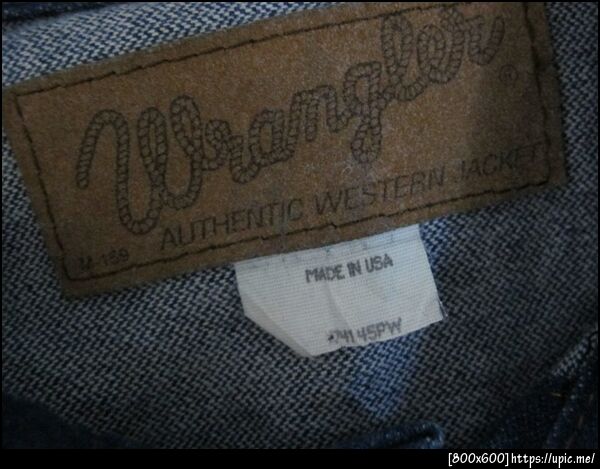 Wrangler®
AUTHENTIC WESTERN JACKET
MADE IN USA
74145PW
[800x600]https://upic.me/